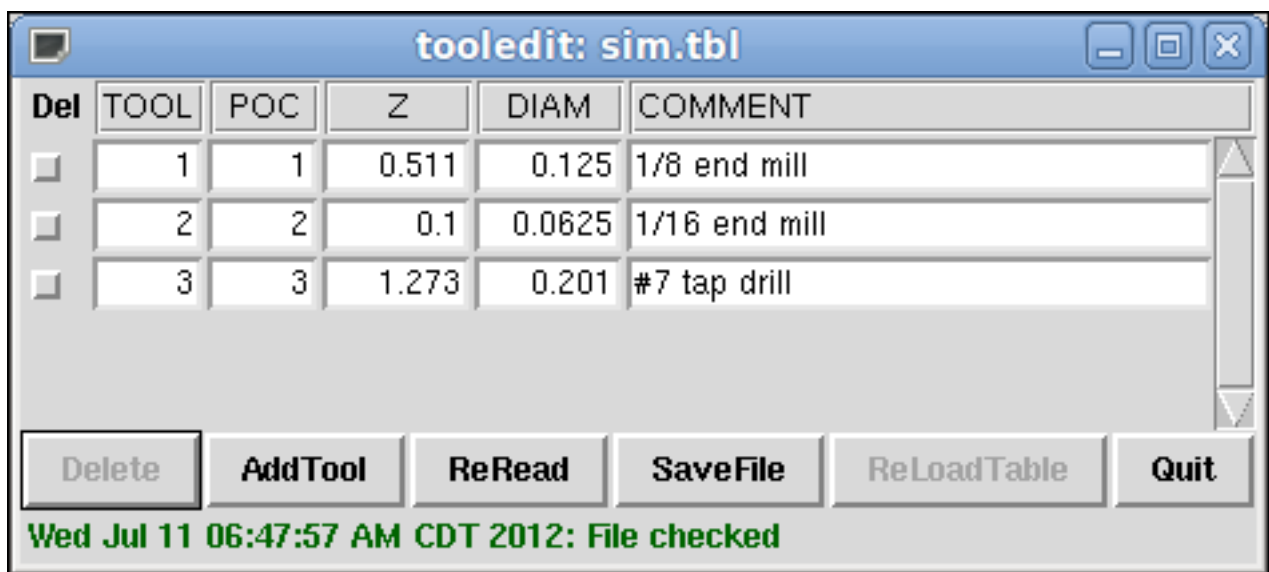 tooledit: sim.tbl
Del TOOL POC Z DIAM COMMENT
1 1 0.511 0.125 1/8 end mill
2 2 0.1 0.0625 1/16 end mill
3 3 1.273 0.201 #7 tap drill
Delete AddTool ReRead SaveFile ReLoadTable Quit
Wed Jul 11 06:47:57 AM CDT 2012: File checked